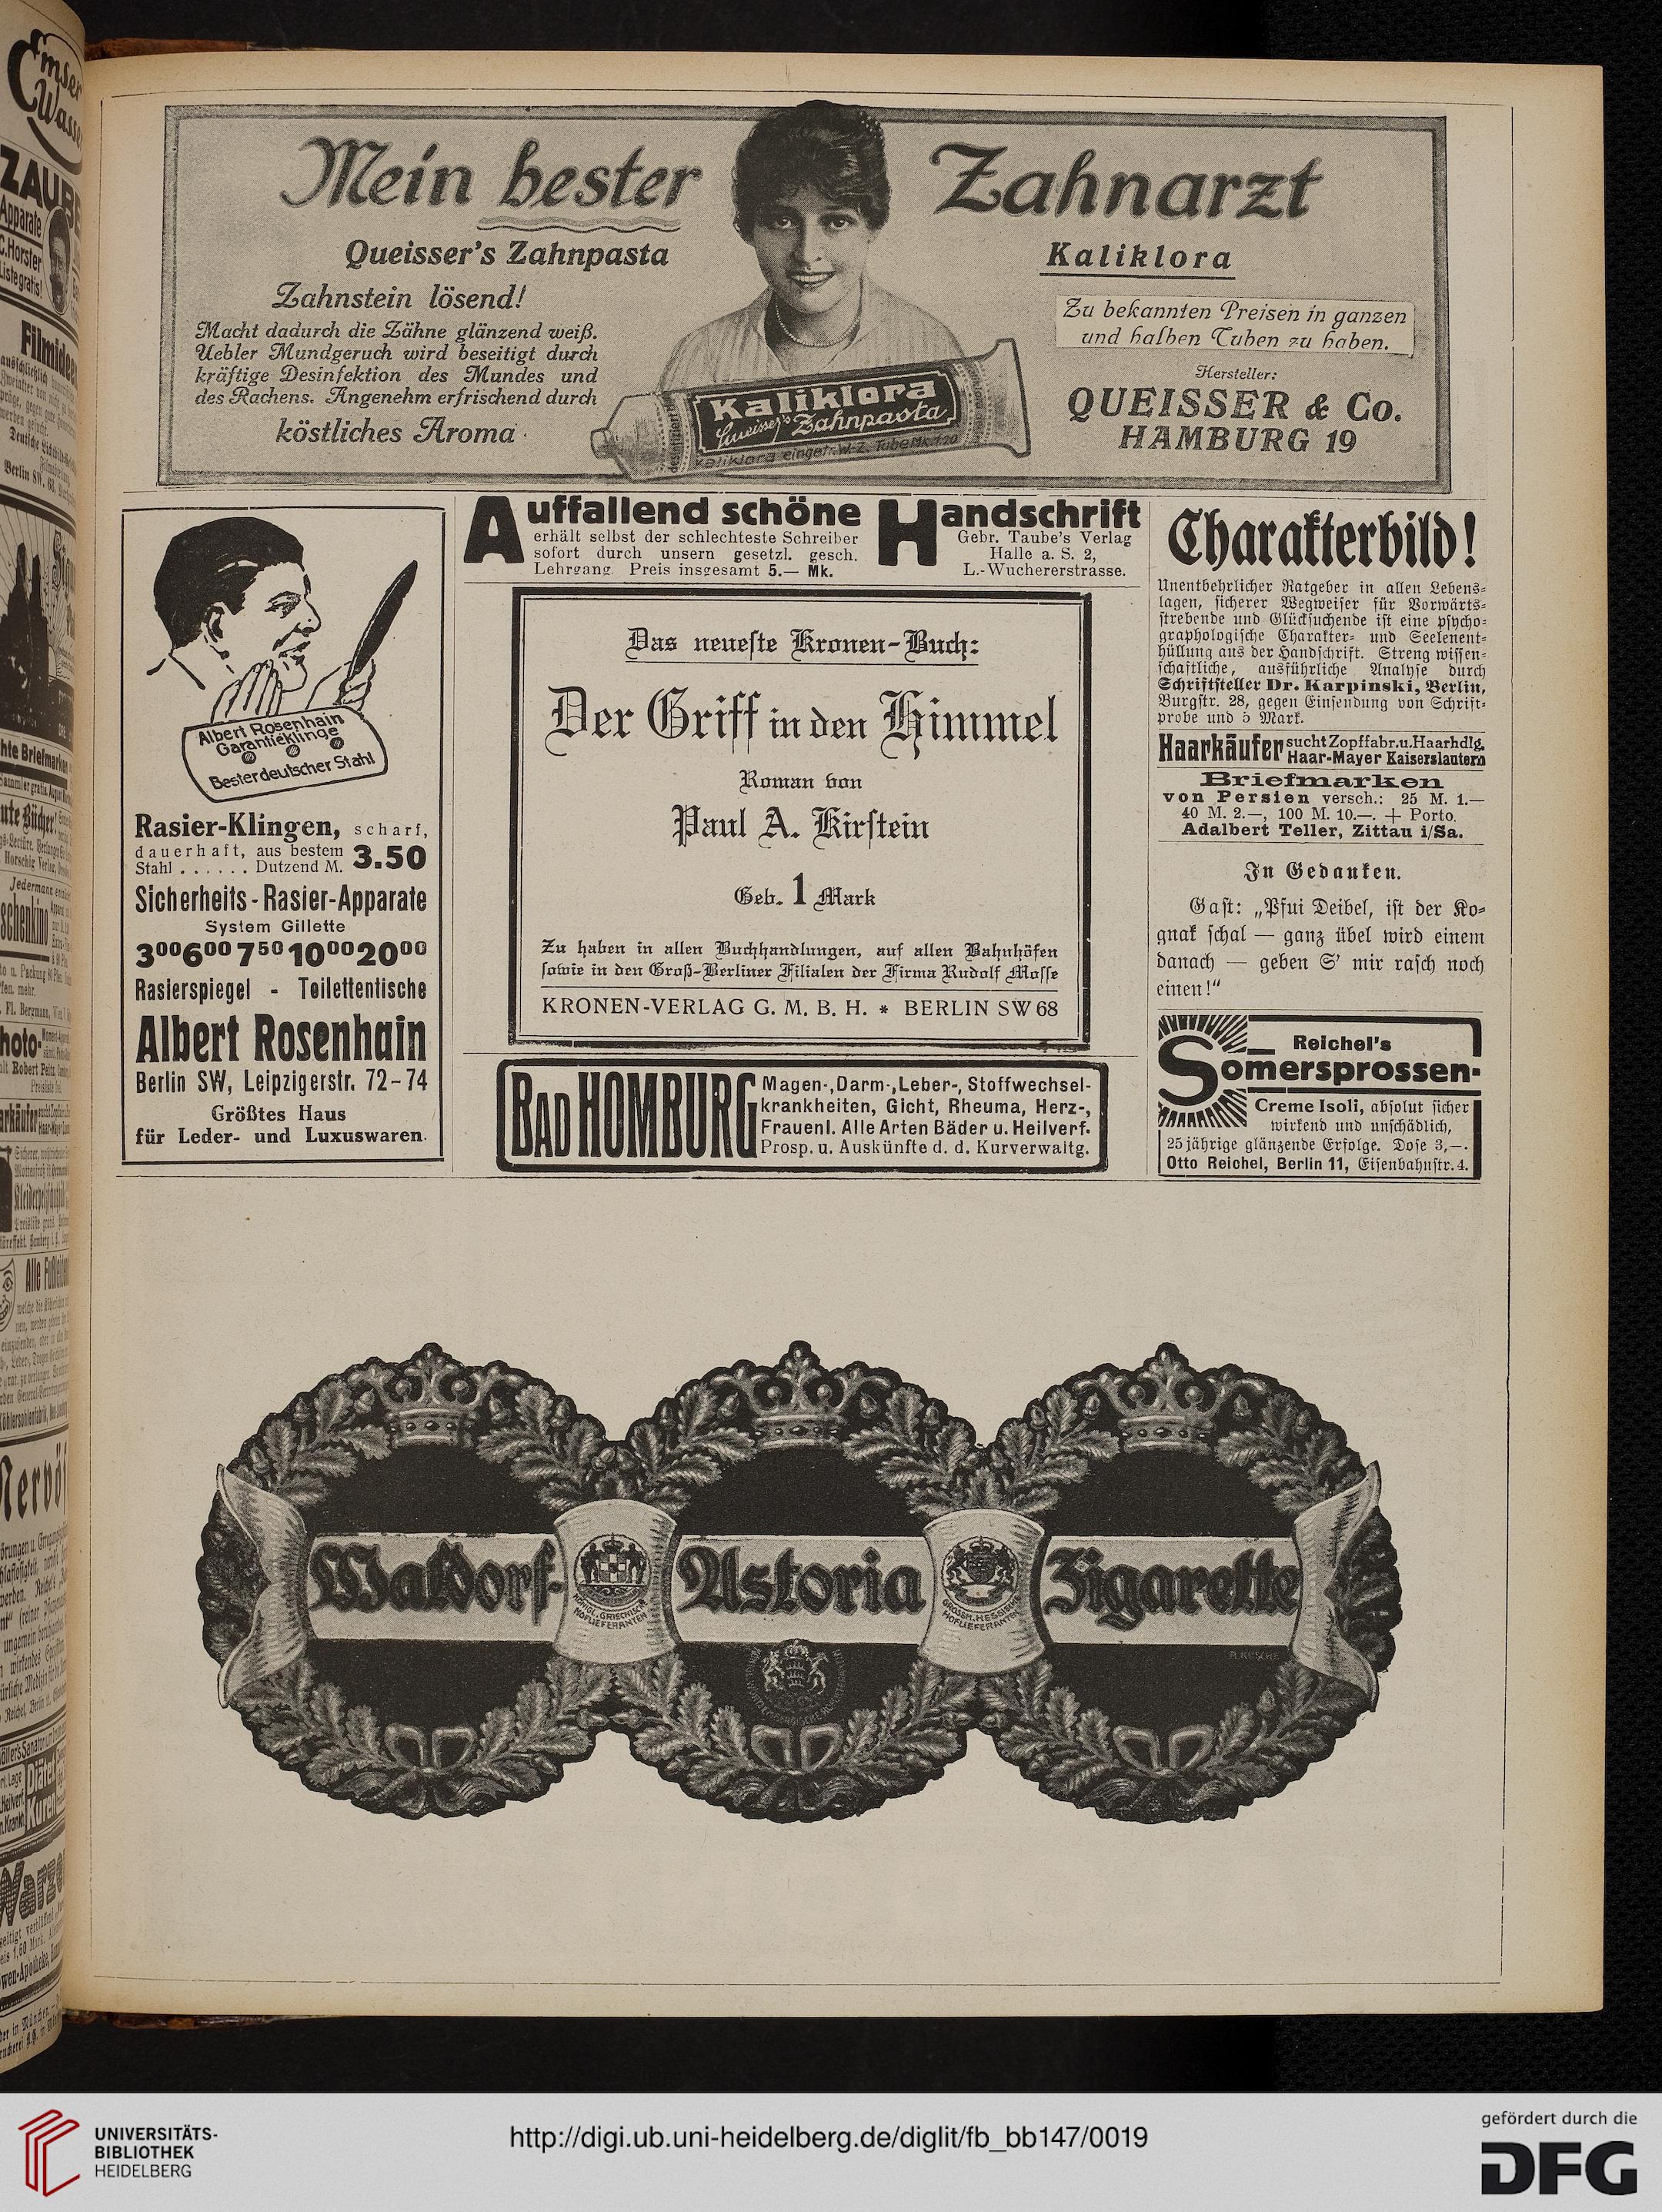 Mein bester Zahnarzt
Queisser's Zahnpasta
Kaliklora
Zahnstein lösend!
Macht dadurch die Zähne glänzend weiß.
Uebler Mundgeruch wird beseitigt durch
kräftige Desinfektion des Mundes und
des Rachens. Angenehm erfrischend durch
köstliches Aroma
Kaliklora
Queisser's Zahnpasta
Kaliklora eingetr. W.-Z. Tube Mk. 1.20
Zu bekannten Preisen in ganzen
und halben Tuben zu haben.
Hersteller:
QUEISSER & Co.
HAMBURG 19
Albert Rosenhain
Garantieklinge
Bester deutscher Stahl
Rasier-Klingen, scharf,
dauerhaft, aus bestem
Stahl . . . . . . Dutzend M. 3.50
Sicherheits-Rasier-Apparate
System Gillette
3⁰⁰ 6⁰⁰ 7⁵⁰ 10⁰⁰ 20⁰⁰
Rasierspiegel - Toilettentische
Albert Rosenhain
Berlin SW, Leipzigerstr. 72-74
Größtes Haus
für Leder- und Luxuswaren.
Auffallend schöne Handschrift
erhält selbst der schlechteste Schreiber
sofort durch unsern gesetzl. gesch.
Lehrgang. Preis insgesamt 5.— Mk.
Gebr. Taube's Verlag
Halle a. S. 2,
L.-Wuchererstrasse.
Das neueste Kronen-Buch:
Der Griff in den Himmel
Roman von
Paul A. Kirstein
Geb. 1 Mark
Zu haben in allen Buchhandlungen, auf allen Bahnhöfen
sowie in den Groß-Berliner Filialen der Firma Rudolf Mosse
KRONEN-VERLAG G. M. B. H. * BERLIN SW 68
BAD HOMBURG
Magen-, Darm-, Leber-, Stoffwechsel-
krankheiten, Gicht, Rheuma, Herz-,
Frauenl. Alle Arten Bäder u. Heilverf.
Prosp. u. Auskünfte d. d. Kurverwaltg.
Charakterbild!
Unentbehrlicher Ratgeber in allen Lebens-
lagen, sicherer Wegweiser für Vorwärts-
strebende und Glücksuchende ist eine psycho-
graphologische Charakter- und Seelenent-
hüllung aus der Handschrift. Streng wissen-
schaftliche, ausführliche Analyse durch
Schriftsteller Dr. Karpinski, Berlin,
Burgstr. 28, gegen Einsendung von Schrift-
probe und 5 Mark.
Haarkäufer sucht Zopffabr. u. Haarhdlg.
Haar-Mayer Kaiserslautern
Briefmarken
von Persien versch.: 25 M. 1.—
40 M. 2.—, 100 M. 10.—. + Porto.
Adalbert Teller, Zittau i/Sa.
In Gedanken.
Gast: „Pfui Deibel, ist der Ko-
gnak schal — ganz übel wird einem
danach — geben S' mir rasch noch
einen!"
Reichel's
Somersprossen-
Creme Isoli, absolut sicher
wirkend und unschädlich,
25 jährige glänzende Erfolge. Dose 3,—.
Otto Reichel, Berlin 11, Eisenbahnstr. 4.
Waldorf- Astoria Zigarette
KÖNIGL. GRIECHISCHE
HOFLIEFERANTEN
GROSSH. HESSISCHE
HOFLIEFERANTEN
UNIVERSITÄTS-
BIBLIOTHEK
HEIDELBERG
http://digi.ub.uni-heidelberg.de/diglit/fb_bb147/0019
gefördert durch die
DFG